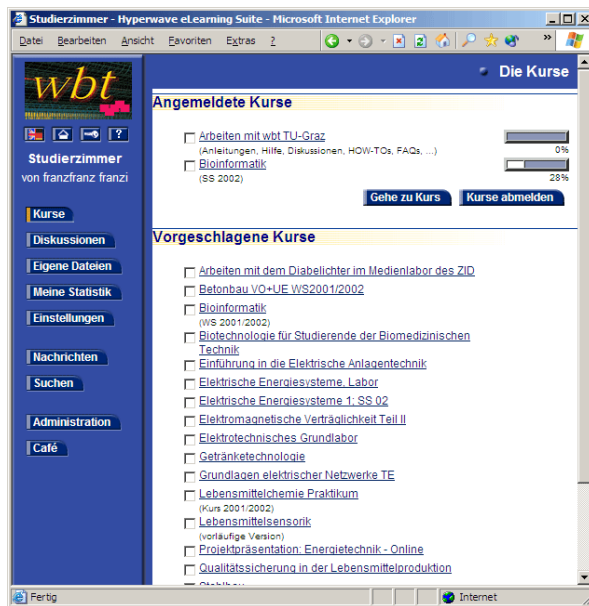 Studierzimmer - Hyperwave eLearning Suite - Microsoft Internet Explorer
Datei Bearbeiten Ansicht Favoriten Extras ? »
wbt
?
Studierzimmer
von franzfranz franzi
Kurse
Diskussionen
Eigene Dateien
Meine Statistik
Einstellungen
Nachrichten
Suchen
Administration
Café
Die Kurse
Angemeldete Kurse
Arbeiten mit wbt TU-Graz
(Anleitungen, Hilfe, Diskussionen, HOW-TOs, FAQs, ...)
0%
Bioinformatik
(SS 2002)
28%
Gehe zu Kurs Kurse abmelden
Vorgeschlagene Kurse
Arbeiten mit dem Diabelichter im Medienlabor des ZID
Betonbau VO+UE WS2001/2002
Bioinformatik
(WS 2001/2002)
Biotechnologie für Studierende der Biomedizinischen
Technik
Einführung in die Elektrische Anlagentechnik
Elektrische Energiesysteme, Labor
Elektrische Energiesysteme 1; SS 02
Elektromagnetische Verträglichkeit Teil II
Elektrotechnisches Grundlabor
Getränketechnologie
Grundlagen elektrischer Netzwerke TE
Lebensmittelchemie Praktikum
(Kurs 2001/2002)
Lebensmittelsensorik
(vorläufige Version)
Projektpräsentation: Energietechnik - Online
Qualitätssicherung in der Lebensmittelproduktion
Fertig
Internet